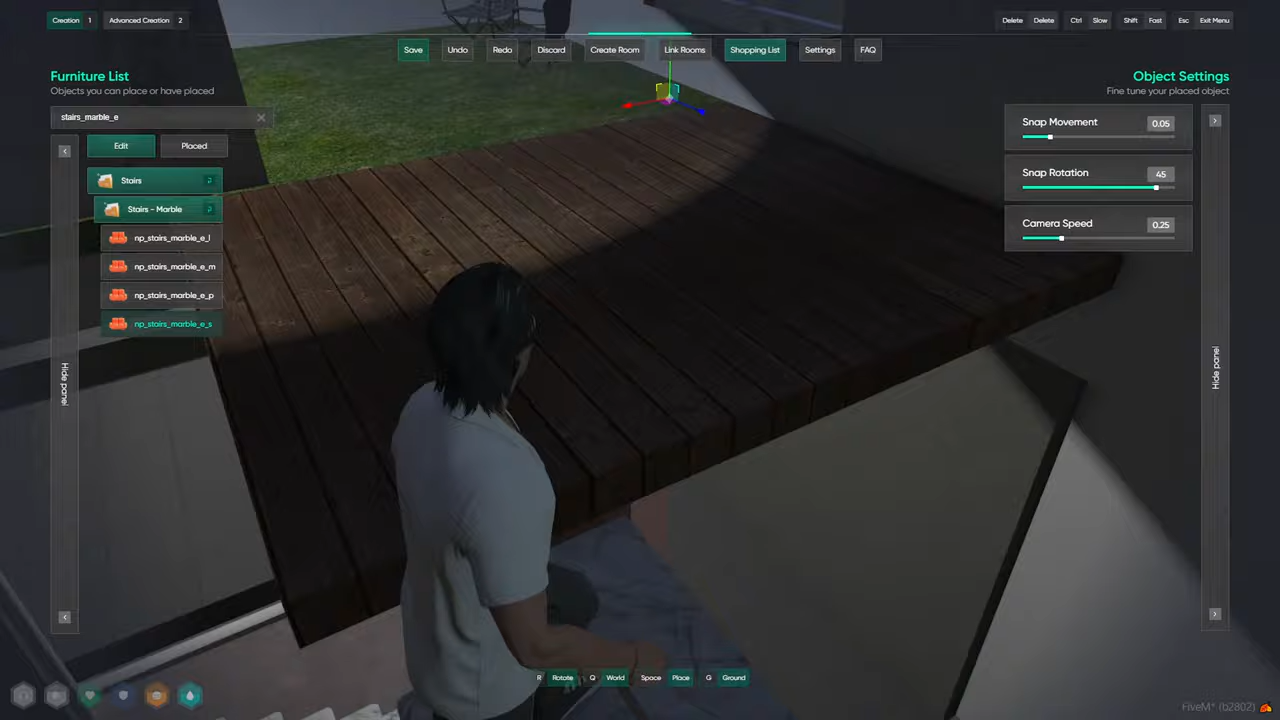 Creation 1 Advanced Creation 2
Delete Delete Ctrl Slow Shift Fast Esc Exit Menu
Save Undo Redo Discard Create Room Link Rooms Shopping List Settings FAQ
Furniture List
Objects you can place or have placed
stairs_marble_e
Edit Placed
Stairs
Stairs - Marble
np_stairs_marble_e_l
np_stairs_marble_e_m
np_stairs_marble_e_p
np_stairs_marble_e_s
Hide panel
Object Settings
Fine tune your placed object
Snap Movement 0.05
Snap Rotation 45
Camera Speed 0.25
Hide panel
R Rotate Q World Space Place G Ground
FiveM* (b2802)